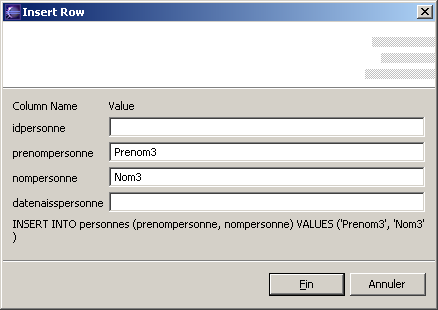 Insert Row
Column Name Value
idpersonne
prenompersonne Prenom3
nompersonne Nom3
datenaisspersonne
INSERT INTO personnes (prenompersonne, nompersonne) VALUES ('Prenom3', 'Nom3'
)
Fin Annuler